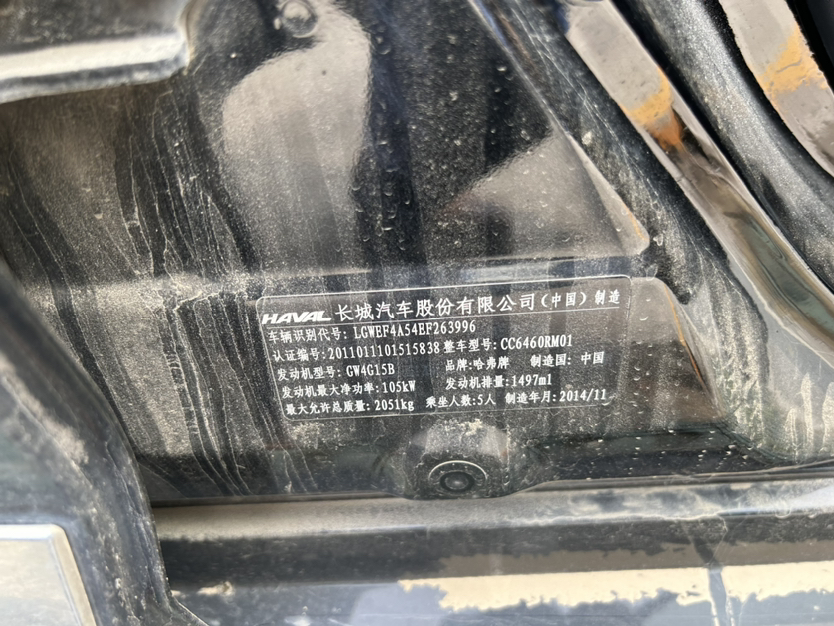 HAVAL 长城汽车股份有限公司(中国) 制造
车辆识别代号: LGWEF4A54EF263996
认证编号:2011011101515838 整车型号:CC6460RM01
发动机型号: GW4G15B 品牌:哈弗牌 制造国: 中国
发动机最大净功率:105kW 发动机排量:1497ml
最大允许总质量: 2051kg 乘坐人数:5人 制造年月:2014/11